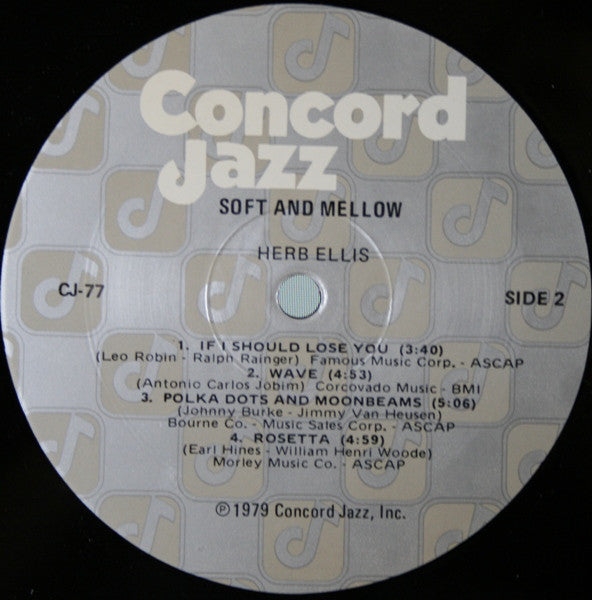 Concord
Jazz
SOFT AND MELLOW
HERB ELLIS
CJ-77
SIDE 2
1. IF I SHOULD LOSE YOU (3:40)
(Leo Robin - Ralph Rainger) Famous Music Corp. - ASCAP
2. WAVE (4:53)
(Antonio Carlos Jobim) Corcovado Music - BMI
3. POLKA DOTS AND MOONBEAMS (5:06)
(Johnny Burke - Jimmy Van Heusen)
Bourne Co. - Music Sales Corp. - ASCAP
4. ROSETTA (4:59)
(Earl Hines - William Henri Woode)
Morley Music Co. - ASCAP
℗ 1979 Concord Jazz, Inc.